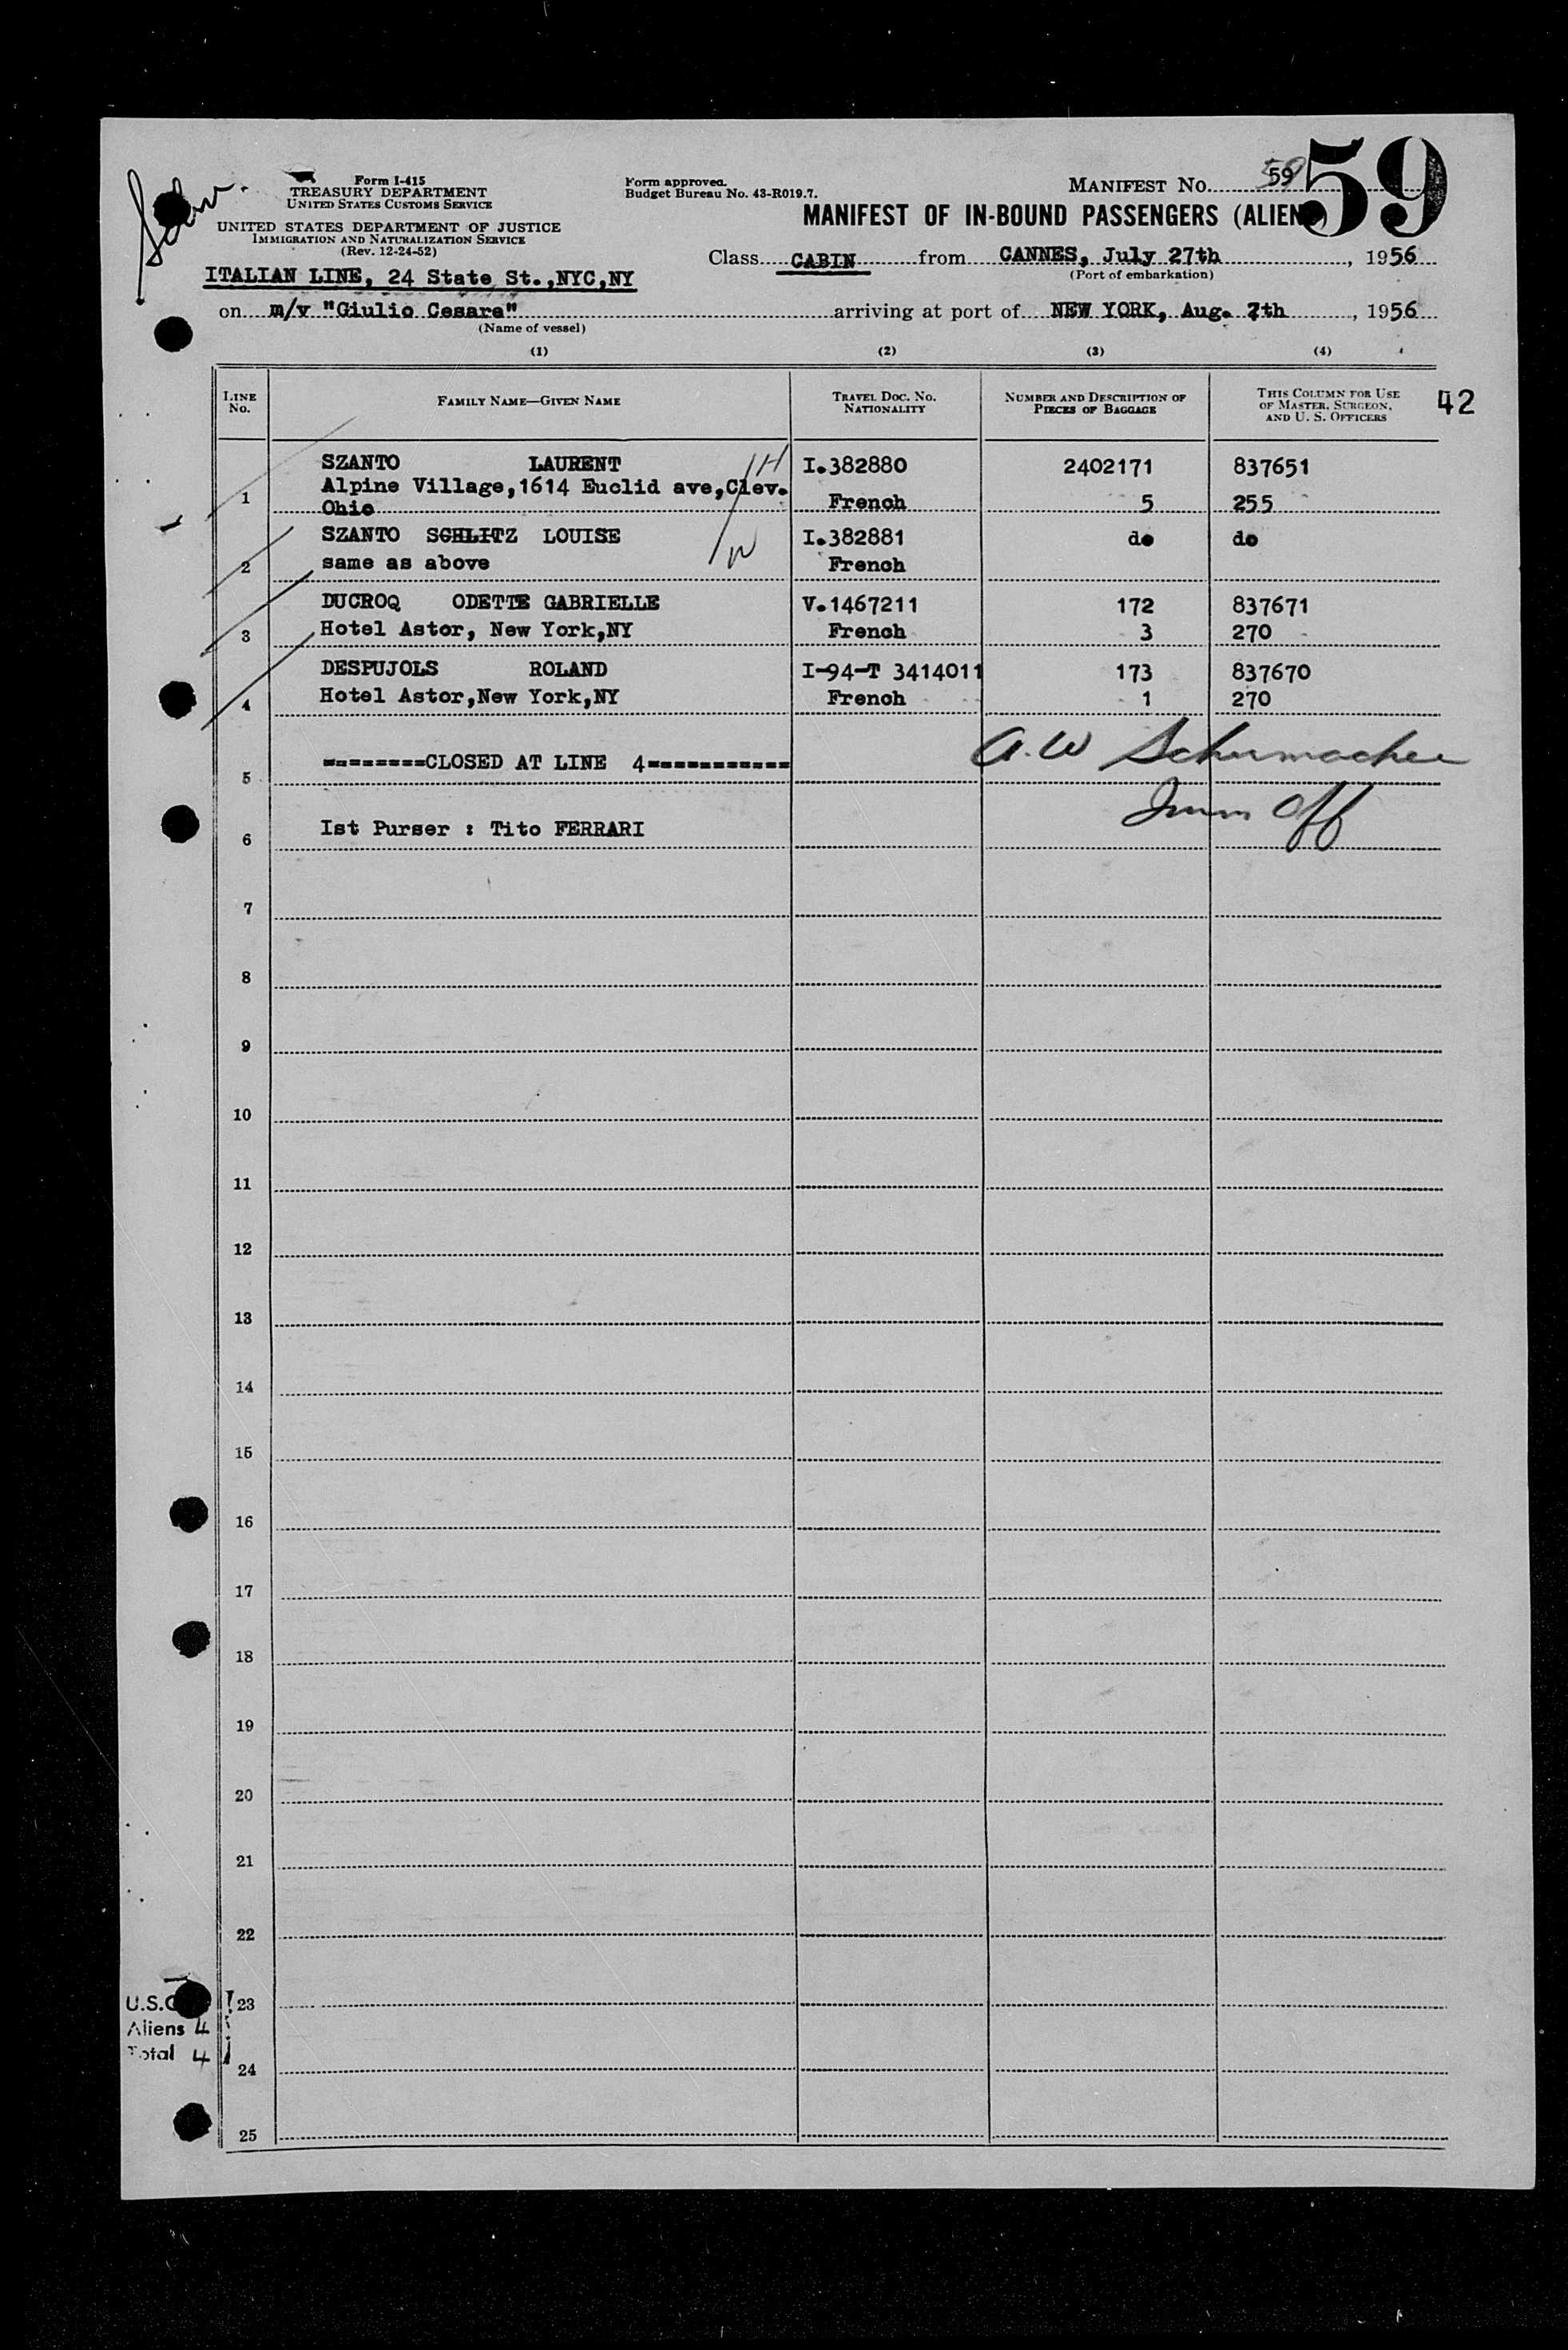 Form I-415
TREASURY DEPARTMENT
UNITED STATES CUSTOMS SERVICE
UNITED STATES DEPARTMENT OF JUSTICE
IMMIGRATION AND NATURALIZATION SERVICE
(Rev. 12-24-52)
Form approved.
Budget Bureau No. 43-R019.7.
MANIFEST NO. 59
59
MANIFEST OF IN-BOUND PASSENGERS (ALIEN
Class CABIN from CANNES, July 27th, 1956
(Port of embarkation)
ITALIAN LINE, 24 State St.,NYC,NY
on m/v "Giulio Cesare" arriving at port of NEW YORK, Aug. 7th, 1956
(Name of vessel)
(1) (2) (3) (4)
LINE No. FAMILY NAME—GIVEN NAME TRAVEL DOC. NO. NATIONALITY NUMBER AND DESCRIPTION OF PIECES OF BAGGAGE THIS COLUMN FOR USE OF MASTER, SURGEON, AND U. S. OFFICERS
42
SZANTO LAURENT H I.382880 2402171 837651
1 Alpine Village,1614 Euclid ave,Clev.
Ohio French 5 255
SZANTO SCHLITZ LOUISE W I.382881 do do
2 same as above French
DUCROQ ODETTE GABRIELLE V.1467211 172 837671
3 Hotel Astor, New York,NY French 3 270
DESPUJOLS ROLAND I-94-T 3414011 173 837670
4 Hotel Astor,New York,NY French 1 270
5 ========CLOSED AT LINE 4===========
A.W Schumacher
Imm Off
6 Ist Purser : Tito FERRARI
7
8
9
10
11
12
13
14
15
16
17
18
19
20
21
22
U.S.C
23
Aliens 4
Total 4
24
25